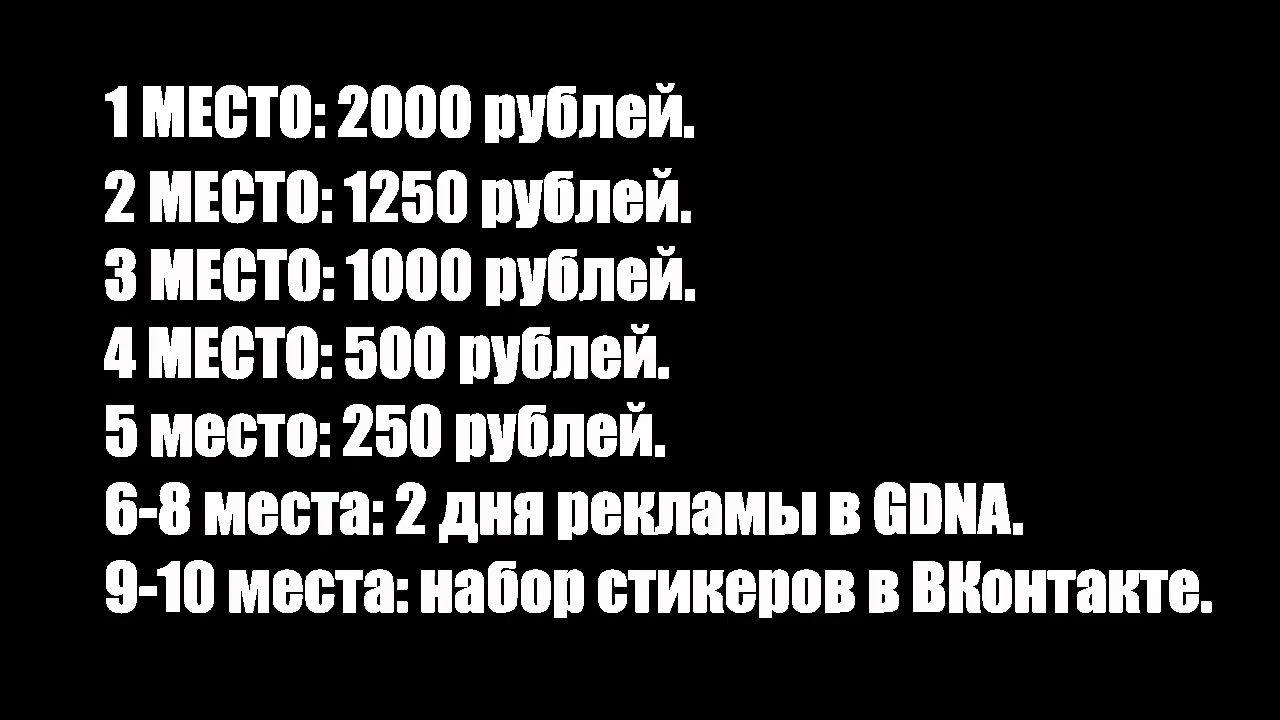 1 МЕСТО: 2000 рублей.
2 МЕСТО: 1250 рублей.
3 МЕСТО: 1000 рублей.
4 МЕСТО: 500 рублей.
5 место: 250 рублей.
6-8 места: 2 дня рекламы в GDNA.
9-10 места: набор стикеров в ВКонтакте.